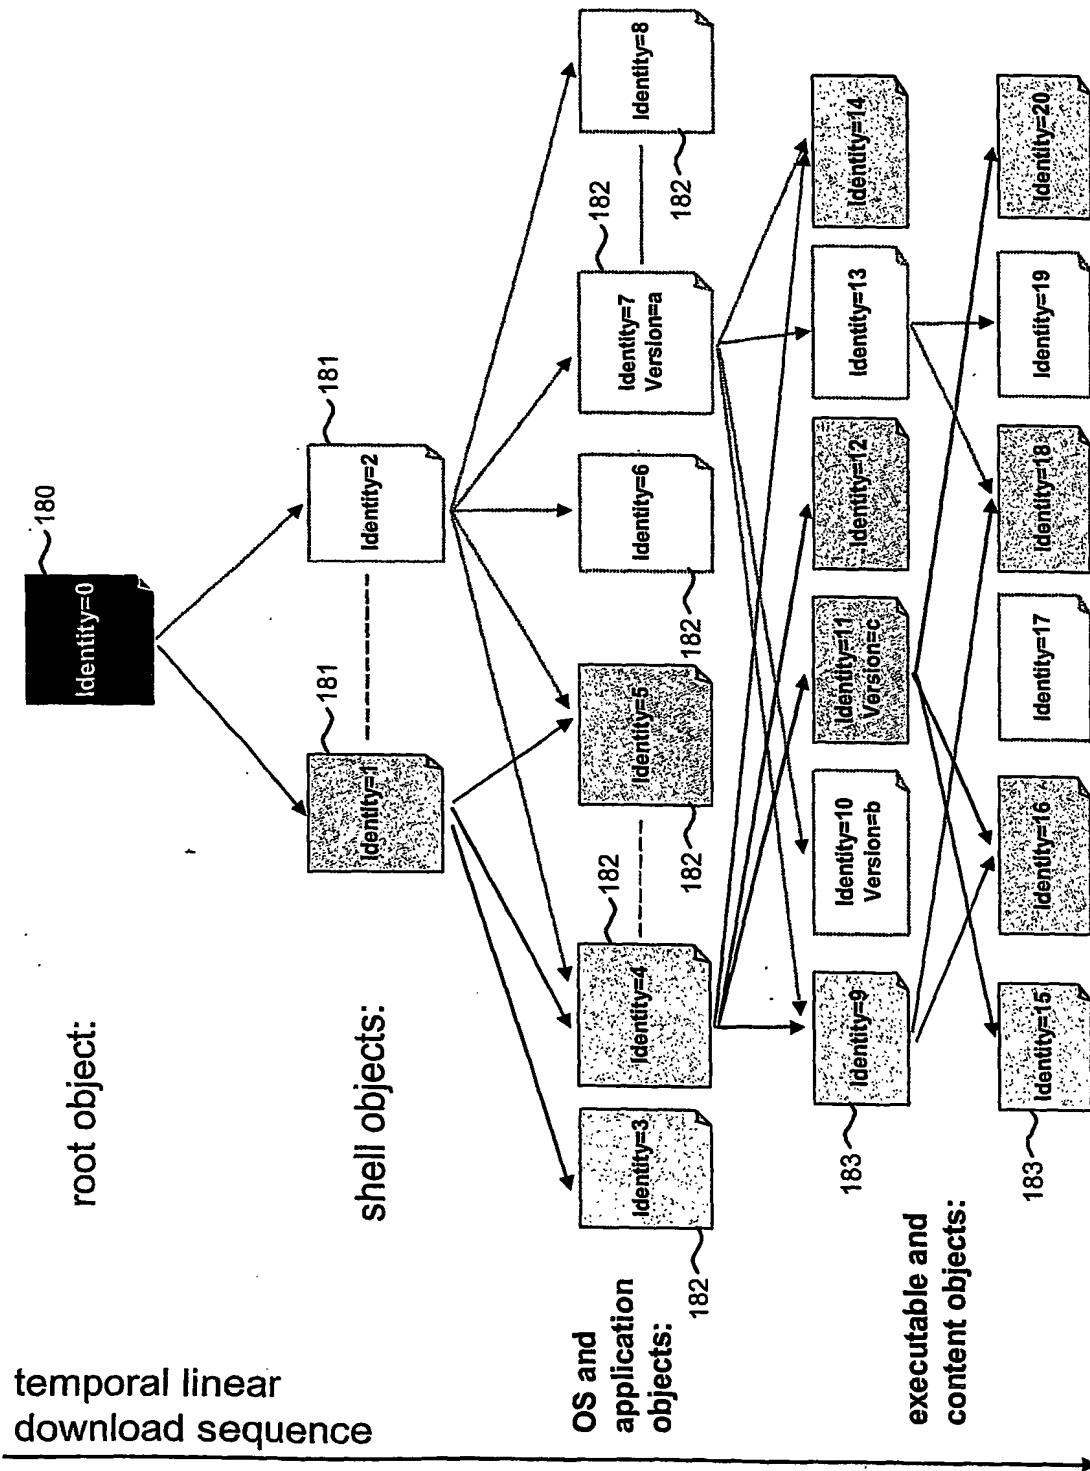 temporal linear
download sequence
root object:
180
Identity=0
shell objects:
181
181
Identity=1
Identity=2
OS and
application
objects:
182
182
182
182
182
182
Identity=3
Identity=4
Identity=5
Identity=6
Identity=7
Version=a
Identity=8
executable and
content objects:
183
Identity=9
Identity=10
Version=b
Identity=11
Version=c
Identity=12
Identity=13
Identity=14
183
Identity=15
Identity=16
Identity=17
Identity=18
Identity=19
Identity=20